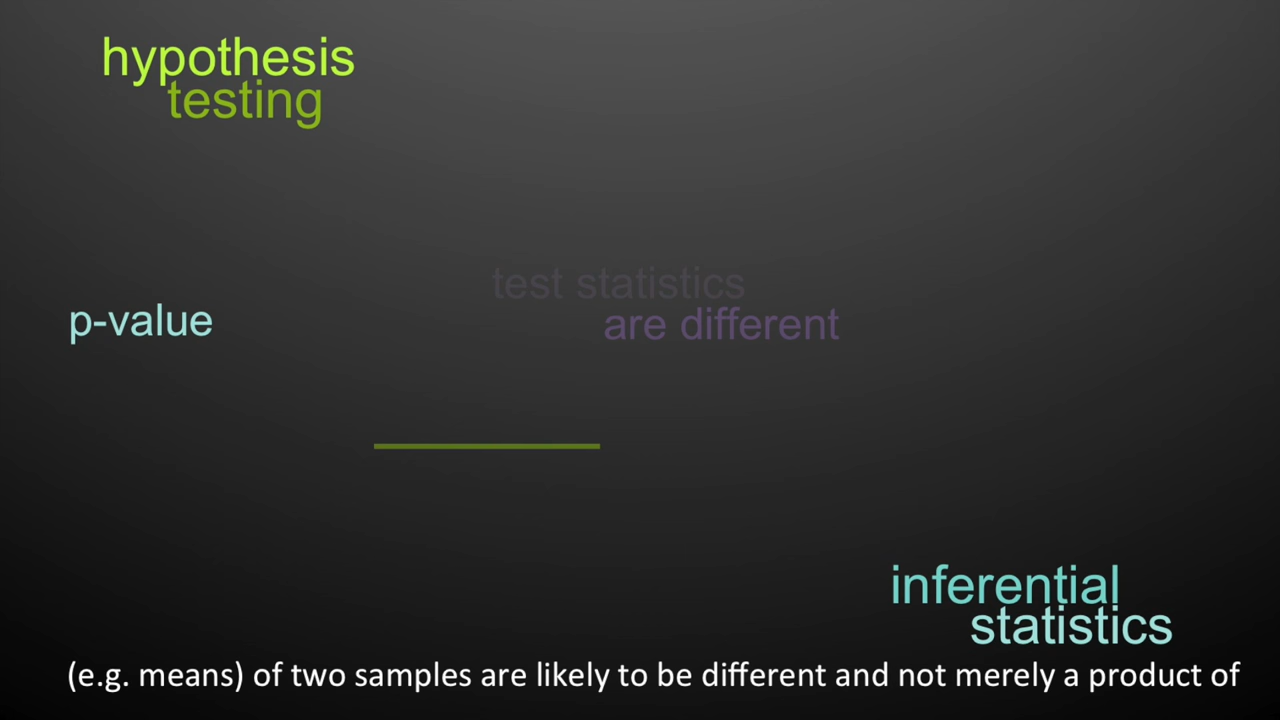 hypothesis
testing
test statistics
are different
p-value
inferential
statistics
(e.g. means) of two samples are likely to be different and not merely a product of